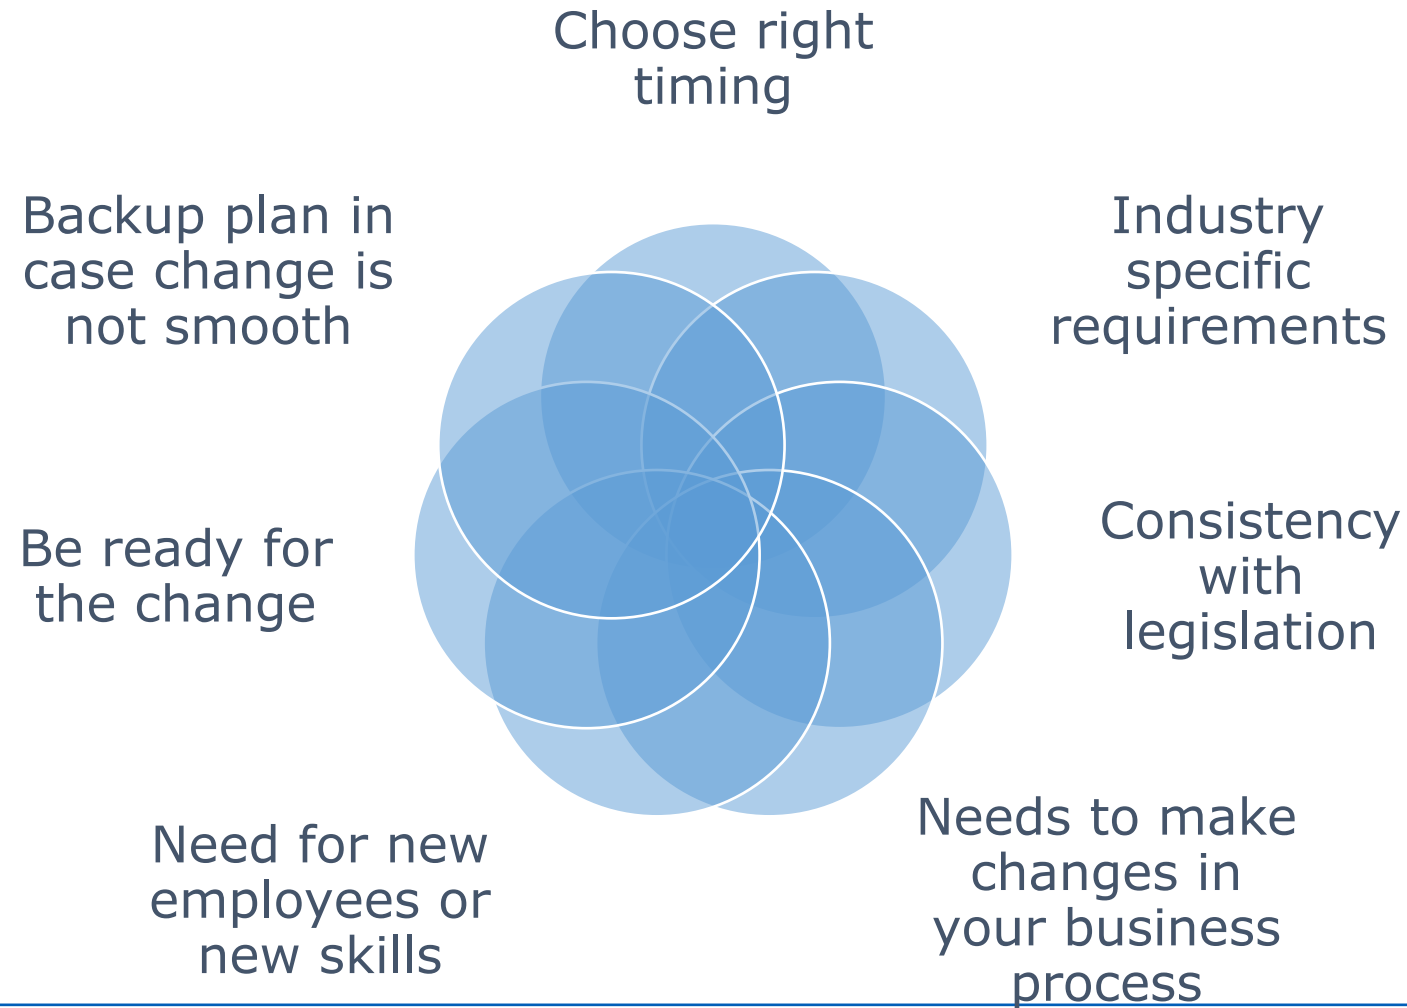 Choose right
timing
Industry
specific
requirements
Consistency
with
legislation
Needs to make
changes in
your business
process
Need for new
employees or
new skills
Be ready for
the change
Backup plan in
case change is
not smooth